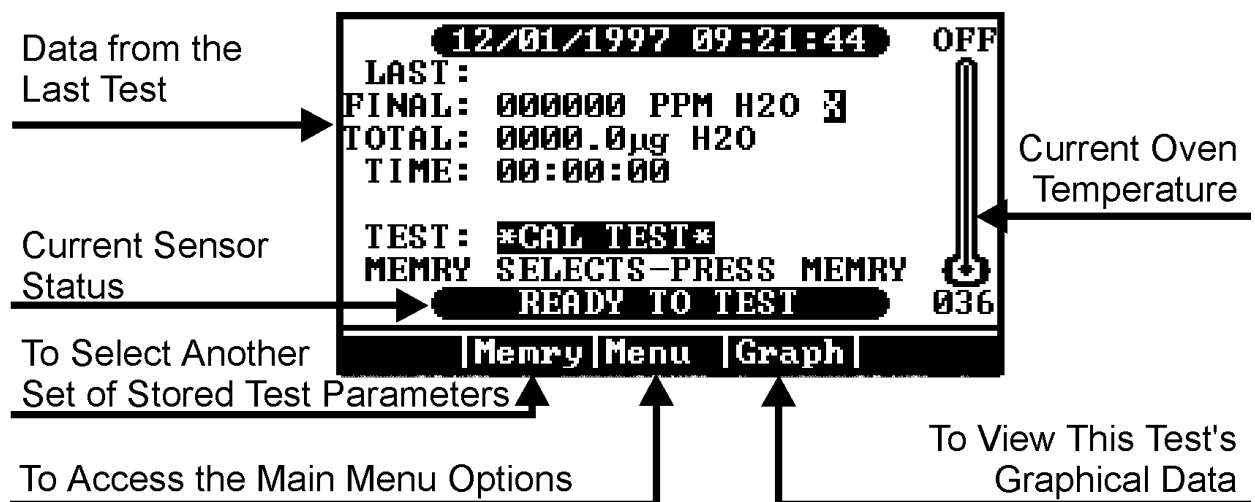 Data from the
Last Test
12/01/1997 09:21:44
OFF
LAST:
FINAL: 000000 PPM H2O
TOTAL: 0000.0µg H2O
TIME: 00:00:00
Current Oven
Temperature
Current Sensor
Status
TEST: *CAL TEST*
MEMRY SELECTS-PRESS MEMRY
READY TO TEST
036
Memry|Menu |Graph|
To Select Another
Set of Stored Test Parameters
To Access the Main Menu Options
To View This Test's
Graphical Data